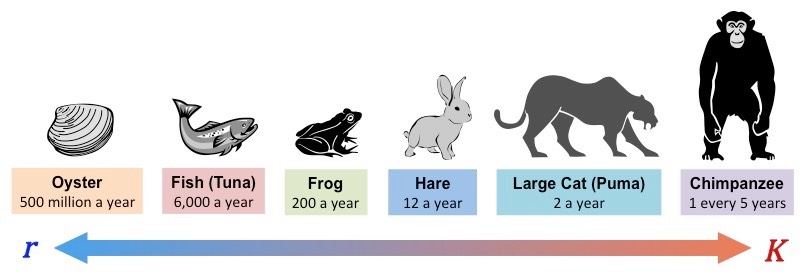 Oyster
500 million a year
Fish (Tuna)
6,000 a year
Frog
200 a year
Hare
12 a year
Large Cat (Puma)
2 a year
Chimpanzee
1 every 5 years
r
K